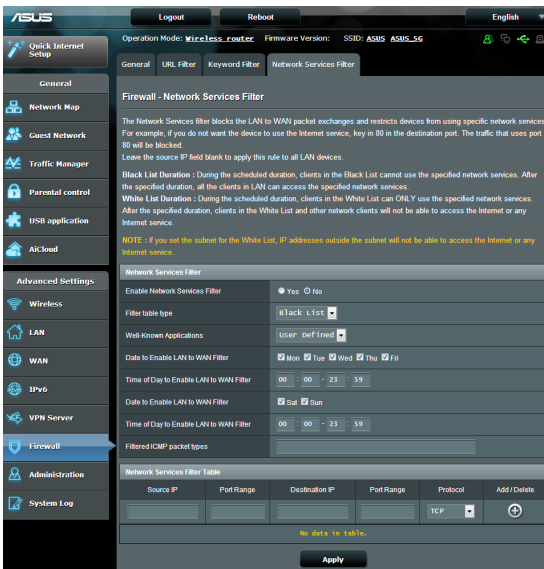 ASUS
Logout
Reboot
English
Quick Internet Setup
Operation Mode: Wireless router Firmware Version: SSID: ASUS ASUS_5G
General
URL Filter
Keyword Filter
Network Services Filter
General
Network Map
Guest Network
Traffic Manager
Parental control
USB application
AiCloud
Advanced Settings
Wireless
LAN
WAN
IPv6
VPN Server
Firewall
Administration
System Log
Firewall - Network Services Filter
The Network Services filter blocks the LAN to WAN packet exchanges and restricts devices from using specific network services.
For example, if you do not want the device to use the Internet service, key in 80 in the destination port. The traffic that uses port
80 will be blocked.
Leave the source IP field blank to apply this rule to all LAN devices.
Black List Duration : During the scheduled duration, clients in the Black List cannot use the specified network services. After
the specified duration, all the clients in LAN can access the specified network services.
White List Duration : During the scheduled duration, clients in the White List can ONLY use the specified network services.
After the specified duration, clients in the White List and other network clients will not be able to access the Internet or any
Internet service.
NOTE : If you set the subnet for the White List, IP addresses outside the subnet will not be able to access the Internet or any
Internet service.
Network Services Filter
Enable Network Services Filter Yes No
Filter table type Black List
Well-Known Applications User Defined
Date to Enable LAN to WAN Filter Mon Tue Wed Thu Fri
Time of Day to Enable LAN to WAN Filter 00 : 00 - 23 : 59
Date to Enable LAN to WAN Filter Sat Sun
Time of Day to Enable LAN to WAN Filter 00 : 00 - 23 : 59
Filtered ICMP packet types
Network Services Filter Table
Source IP Port Range Destination IP Port Range Protocol Add / Delete
TCP
No data in table.
Apply